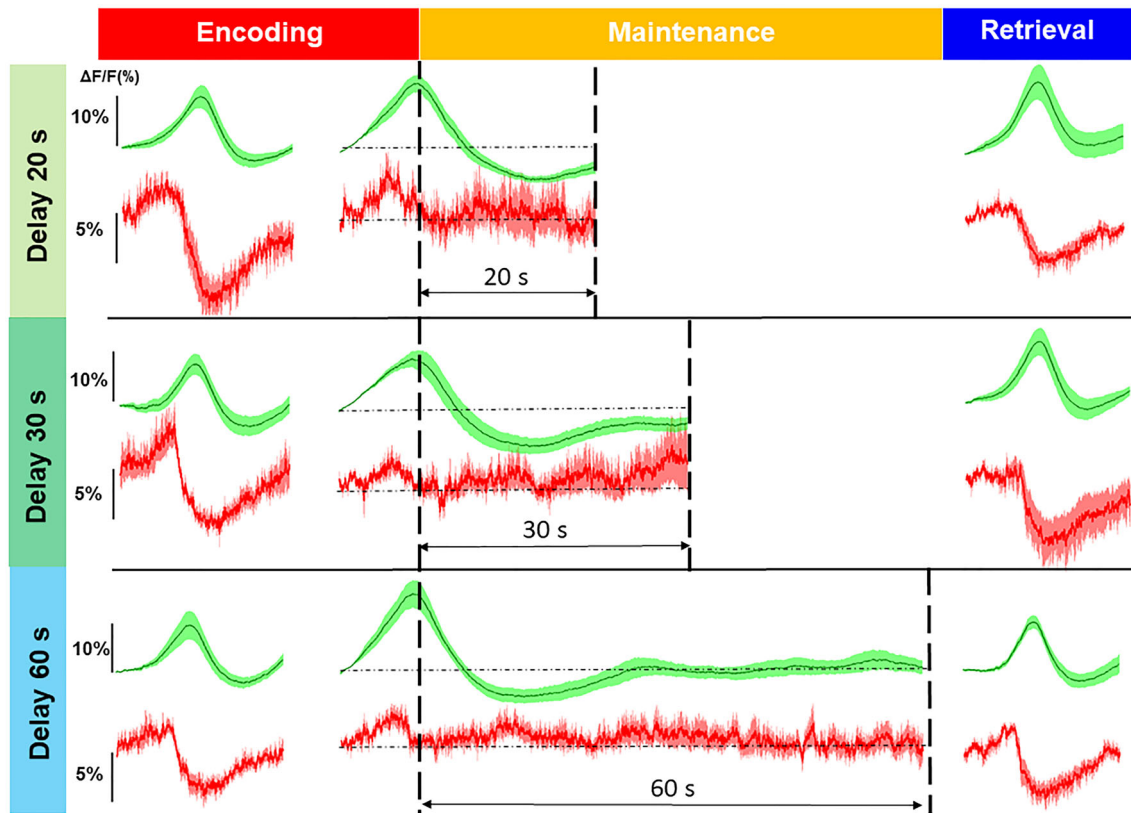 Encoding
Maintenance
Retrieval
Delay 20 s
ΔF/F(%)
10%
5%
20 s
Delay 30 s
10%
5%
30 s
Delay 60 s
10%
5%
60 s